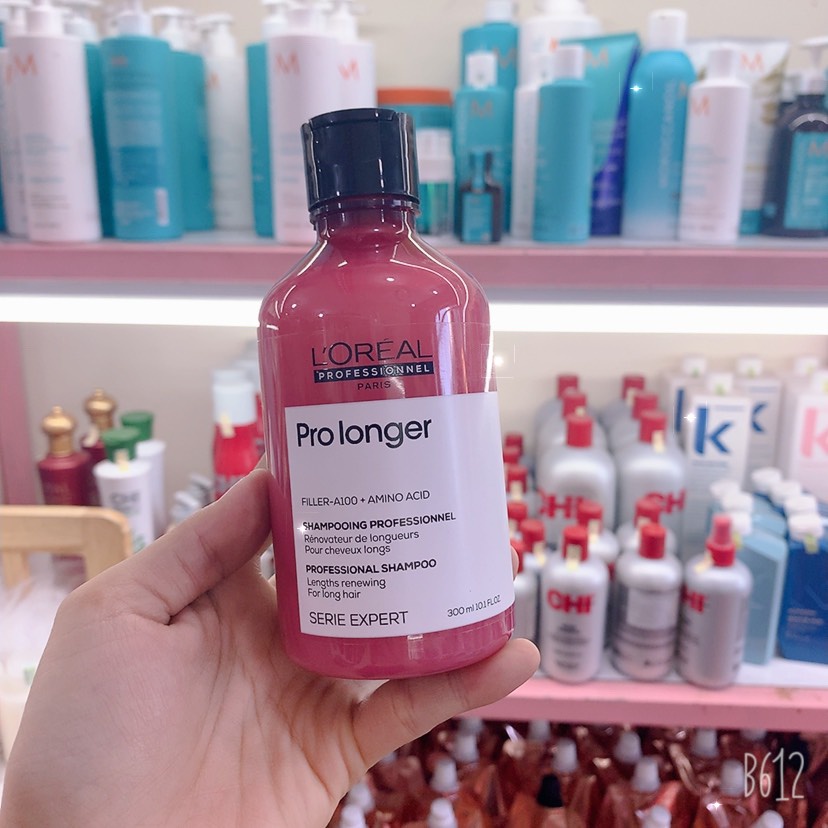 L'ORÉAL
PROFESSIONNEL
PARIS
Pro longer
FILLER-A100 + AMINO ACID
SHAMPOOING PROFESSIONNEL
Rénovateur de longueurs
Pour cheveux longs
PROFESSIONAL SHAMPOO
Lengths renewing
For long hair
SERIE EXPERT
300 ml 10.1 FL.OZ
CHI
CHI
CHI
k
B612